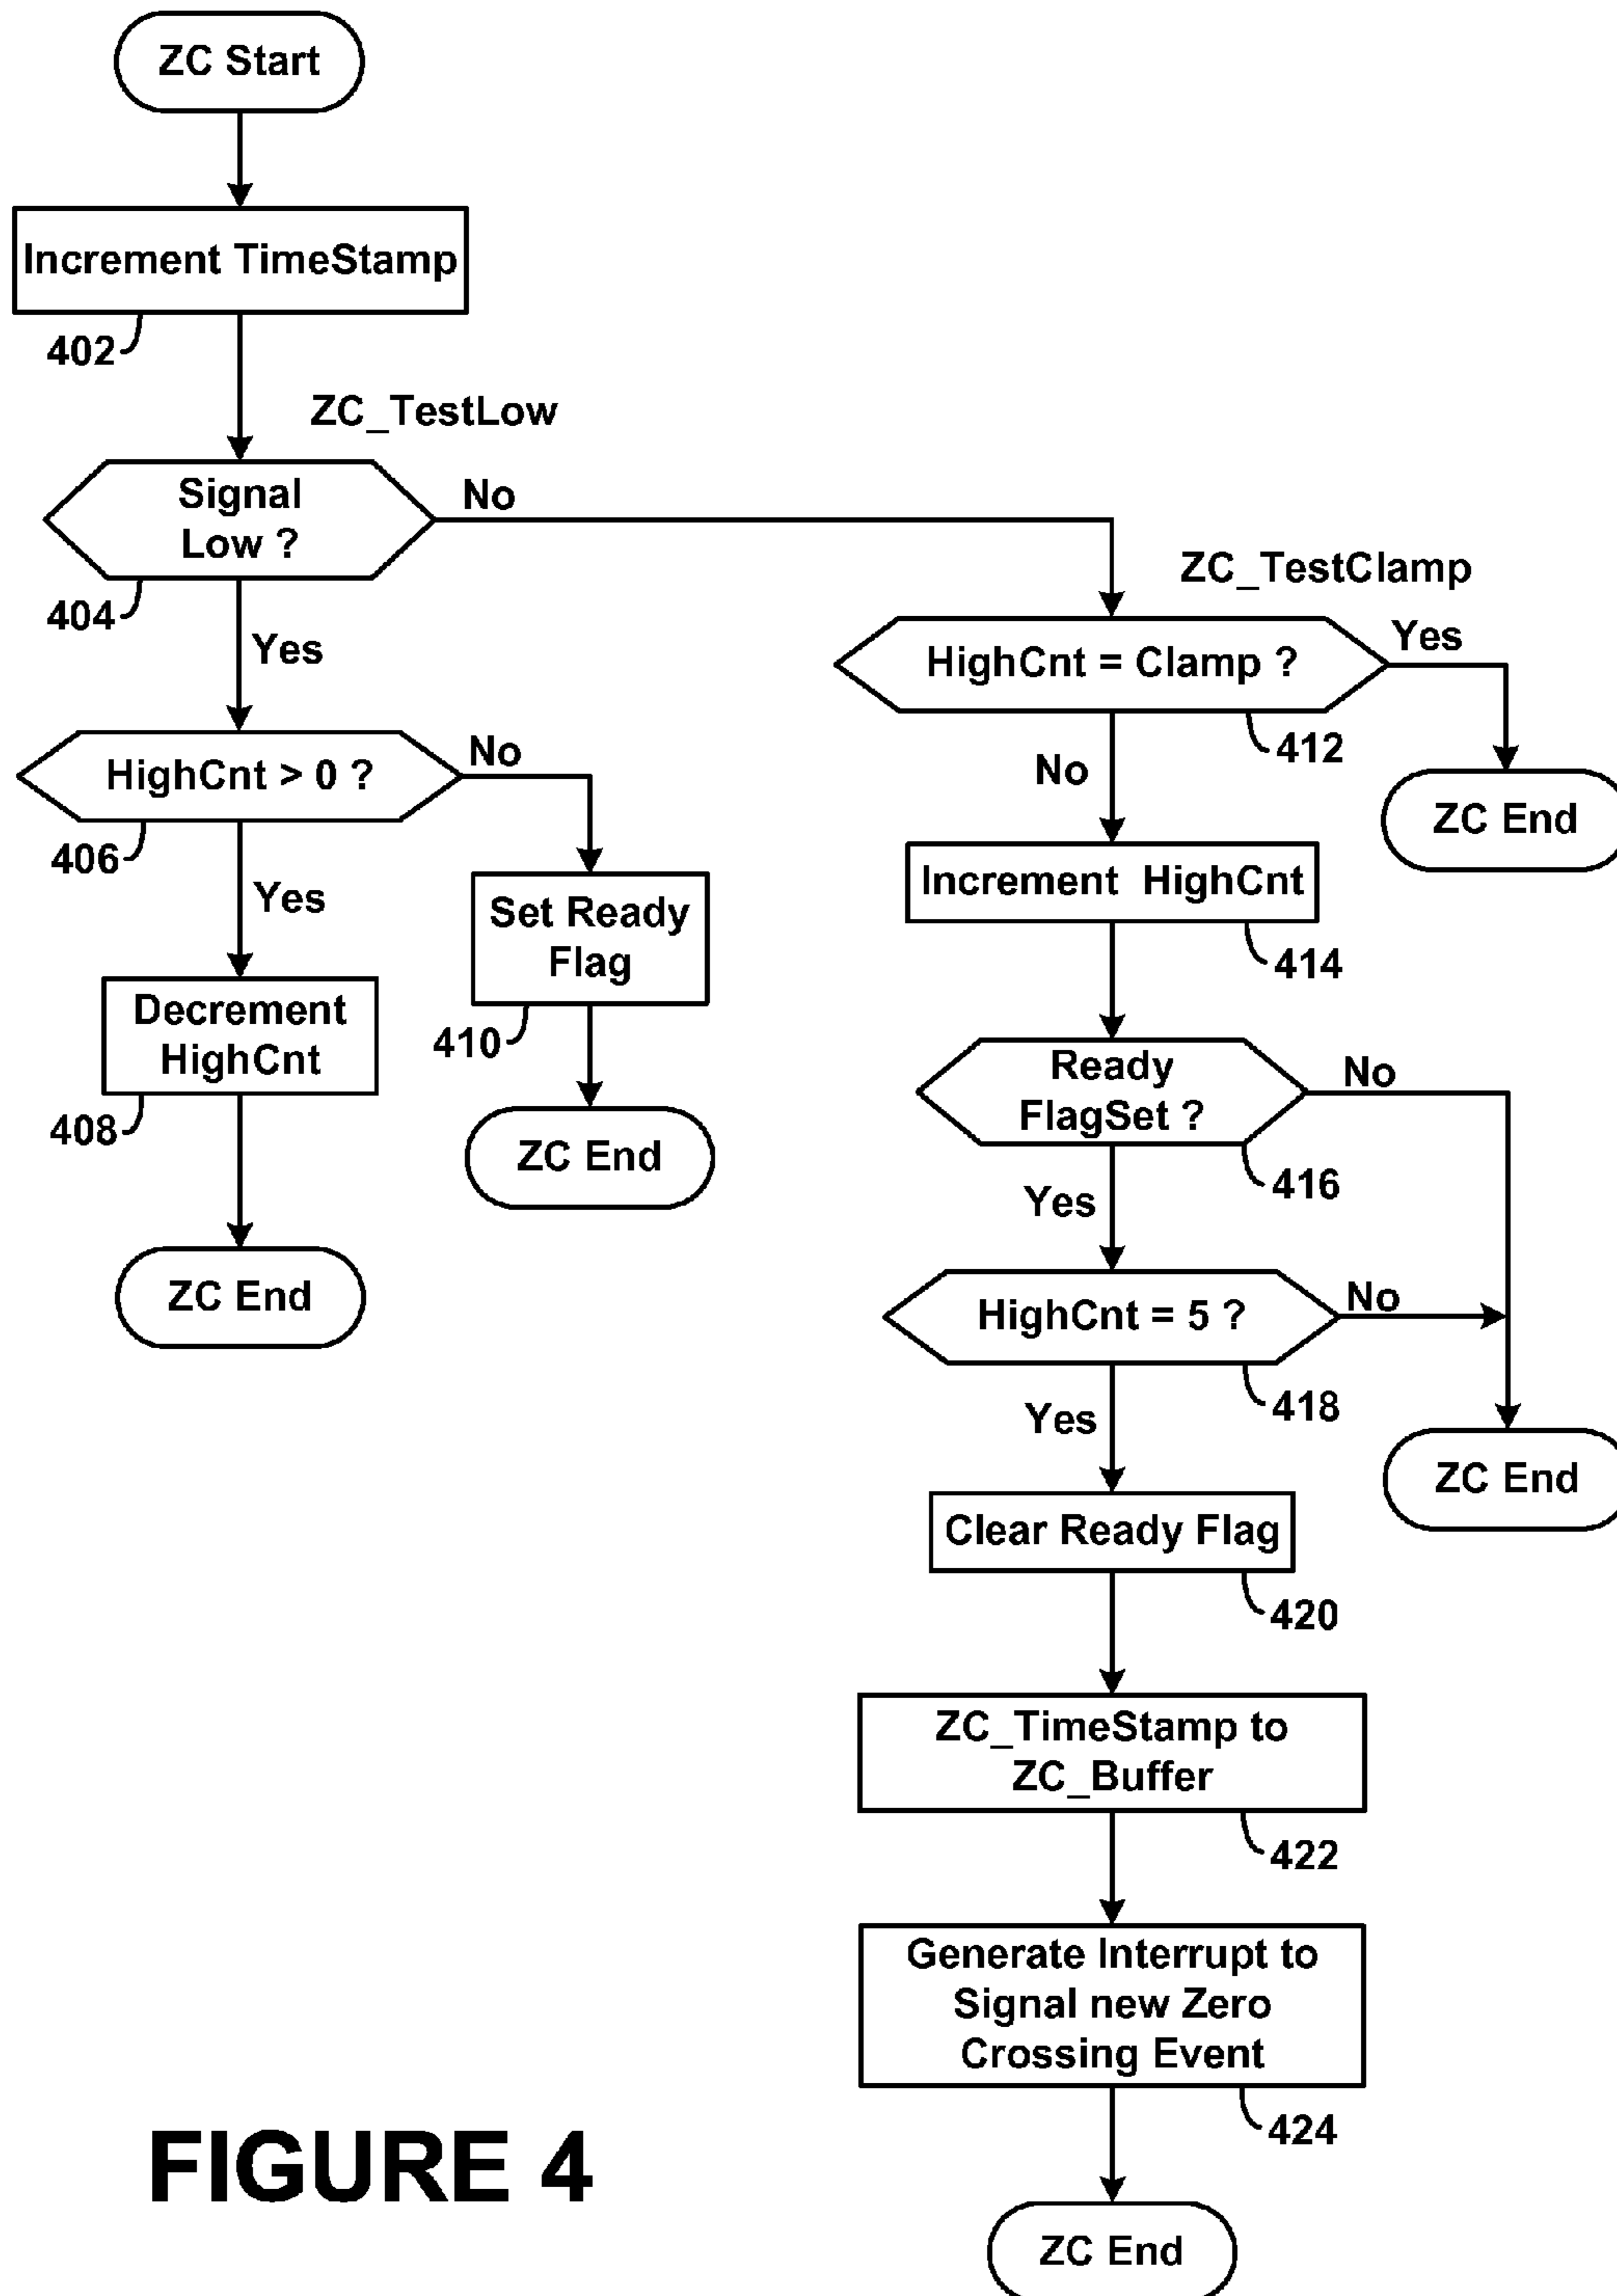 ZC Start
Increment TimeStamp
402
ZC_TestLow
Signal
Low ?
No
404
Yes
HighCnt > 0 ?
No
406
Yes
Set Ready
Flag
410
Decrement
HighCnt
408
ZC End
ZC End
ZC_TestClamp
HighCnt = Clamp ?
Yes
412
No
ZC End
Increment HighCnt
414
Ready
FlagSet ?
No
416
Yes
HighCnt = 5 ?
No
418
Yes
ZC End
Clear Ready Flag
420
ZC_TimeStamp to
ZC_Buffer
422
Generate Interrupt to
Signal new Zero
Crossing Event
424
ZC End
FIGURE 4